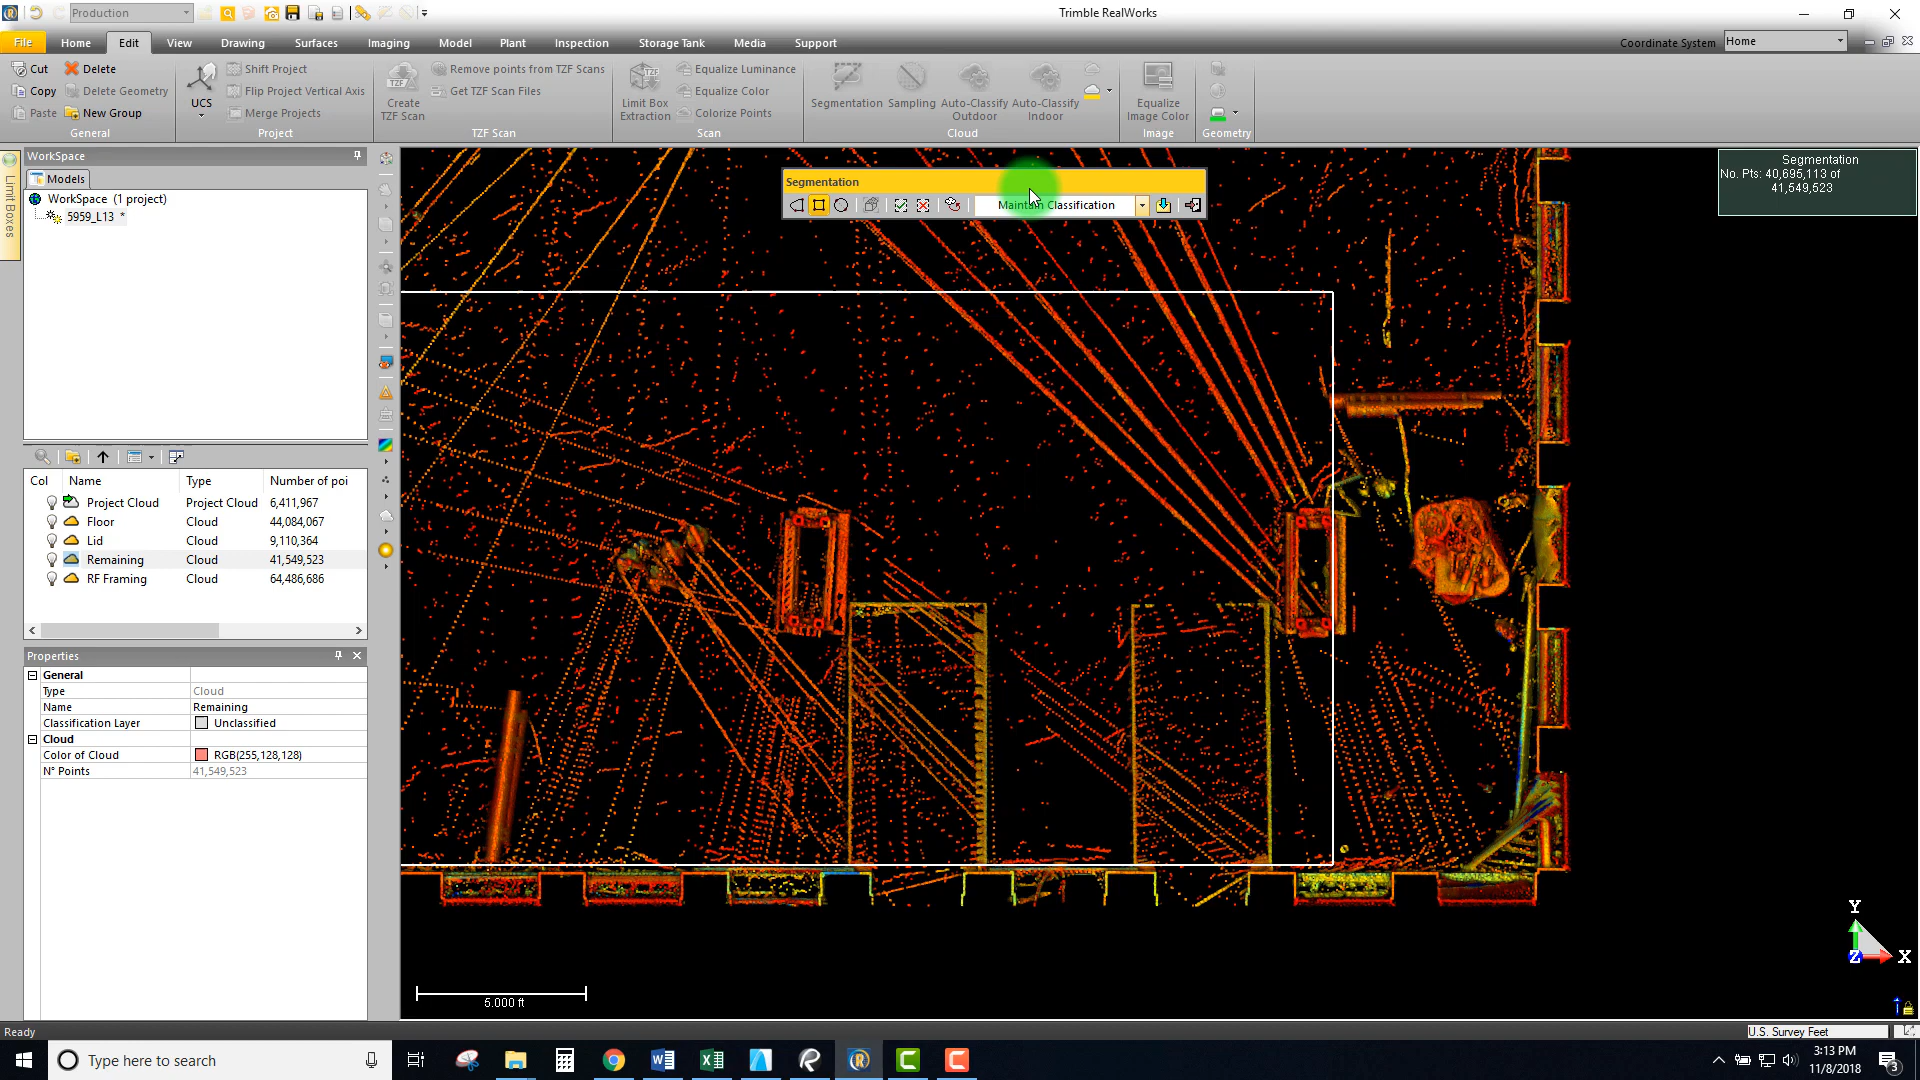 Production
Trimble RealWorks
File Home Edit View Drawing Surfaces Imaging Model Plant Inspection Storage Tank Media Support
Coordinate System Home
Cut Delete
Copy Delete Geometry
Paste New Group
General
UCS
Shift Project
Flip Project Vertical Axis
Merge Projects
Project
Create
TZF Scan
Remove points from TZF Scans
Get TZF Scan Files
TZF Scan
Limit Box
Extraction
Equalize Luminance
Equalize Color
Colorize Points
Scan
Segmentation
Sampling
Auto-Classify
Outdoor
Auto-Classify
Indoor
Cloud
Equalize
Image Color
Image
Geometry
Limit Boxes
WorkSpace
Models
WorkSpace (1 project)
5959_L13 *
Col Name Type Number of poi
Project Cloud Project Cloud 6,411,967
Floor Cloud 44,084,067
Lid Cloud 9,110,364
Remaining Cloud 41,549,523
RF Framing Cloud 64,486,686
Properties
General
Type Cloud
Name Remaining
Classification Layer Unclassified
Cloud
Color of Cloud RGB(255,128,128)
N° Points 41,549,523
Segmentation
Maintain Classification
Segmentation
No. Pts: 40,695,113 of
41,549,523
5.000 ft
Y
Z
X
Ready
U.S. Survey Feet
Type here to search
3:13 PM
11/8/2018
3